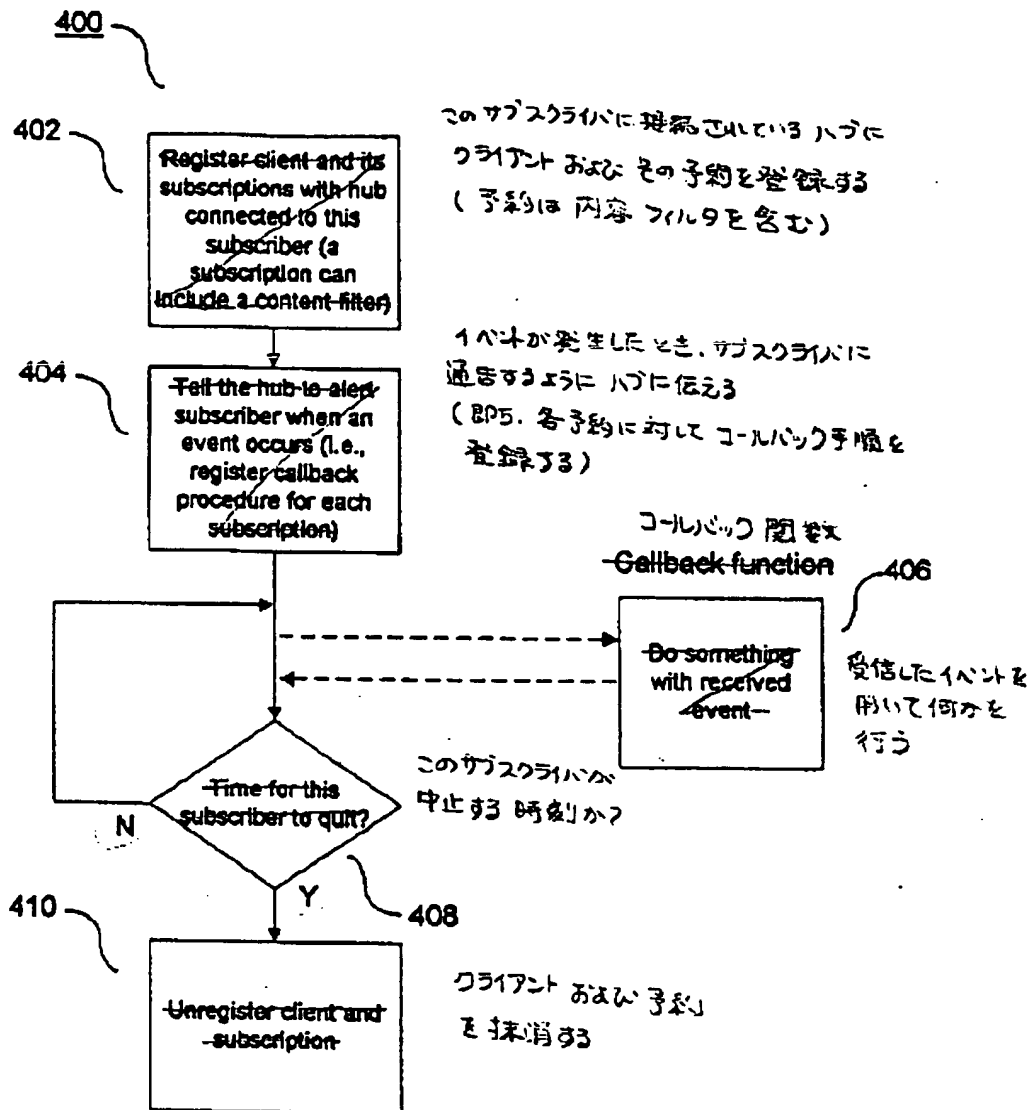 400
402
Register client and its
subscriptions with hub
connected to this
subscriber (a
subscription can
include a content filter)
このサブスクライバに接続されているハブに
クライアントおよびその予約を登録する
(予約は内容フィルタを含む)
404
Tell the hub to alert
subscriber when an
event occurs (i.e.,
register callback
procedure for each
subscription)
イベントが発生したとき、サブスクライバに
通告するようにハブに伝える
(即ち、各予約に対してコールバック手順を
登録する)
コールバック関数
Callback function
406
Do something
with received
event
受信したイベントを
用いて何かを
行う
Time for this
subscriber to quit?
このサブスクライバが
中止する時刻か?
N
Y
408
410
Unregister client and
subscription
クライアントおよび予約
を抹消する